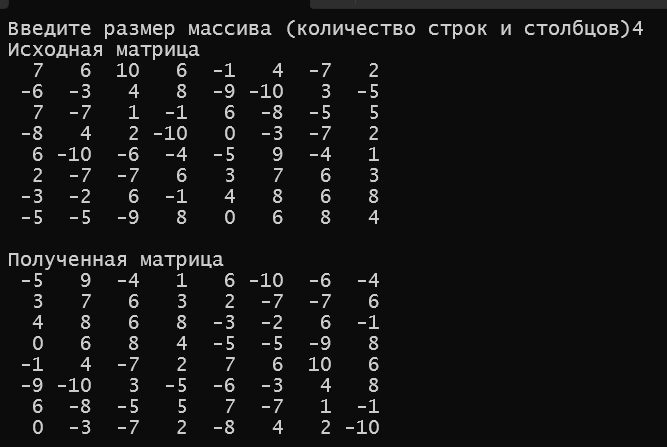 Введите размер массива (количество строк и столбцов)4
Исходная матрица
7 6 10 6 -1 4 -7 2
-6 -3 4 8 -9 -10 3 -5
7 -7 1 -1 6 -8 -5 5
-8 4 2 -10 0 -3 -7 2
6 -10 -6 -4 -5 9 -4 1
2 -7 -7 6 3 7 6 3
-3 -2 6 -1 4 8 6 8
-5 -5 -9 8 0 6 8 4
Полученная матрица
-5 9 -4 1 6 -10 -6 -4
3 7 6 3 2 -7 -7 6
4 8 6 8 -3 -2 6 -1
0 6 8 4 -5 -5 -9 8
-1 4 -7 2 7 6 10 6
-9 -10 3 -5 -6 -3 4 8
6 -8 -5 5 7 -7 1 -1
0 -3 -7 2 -8 4 2 -10